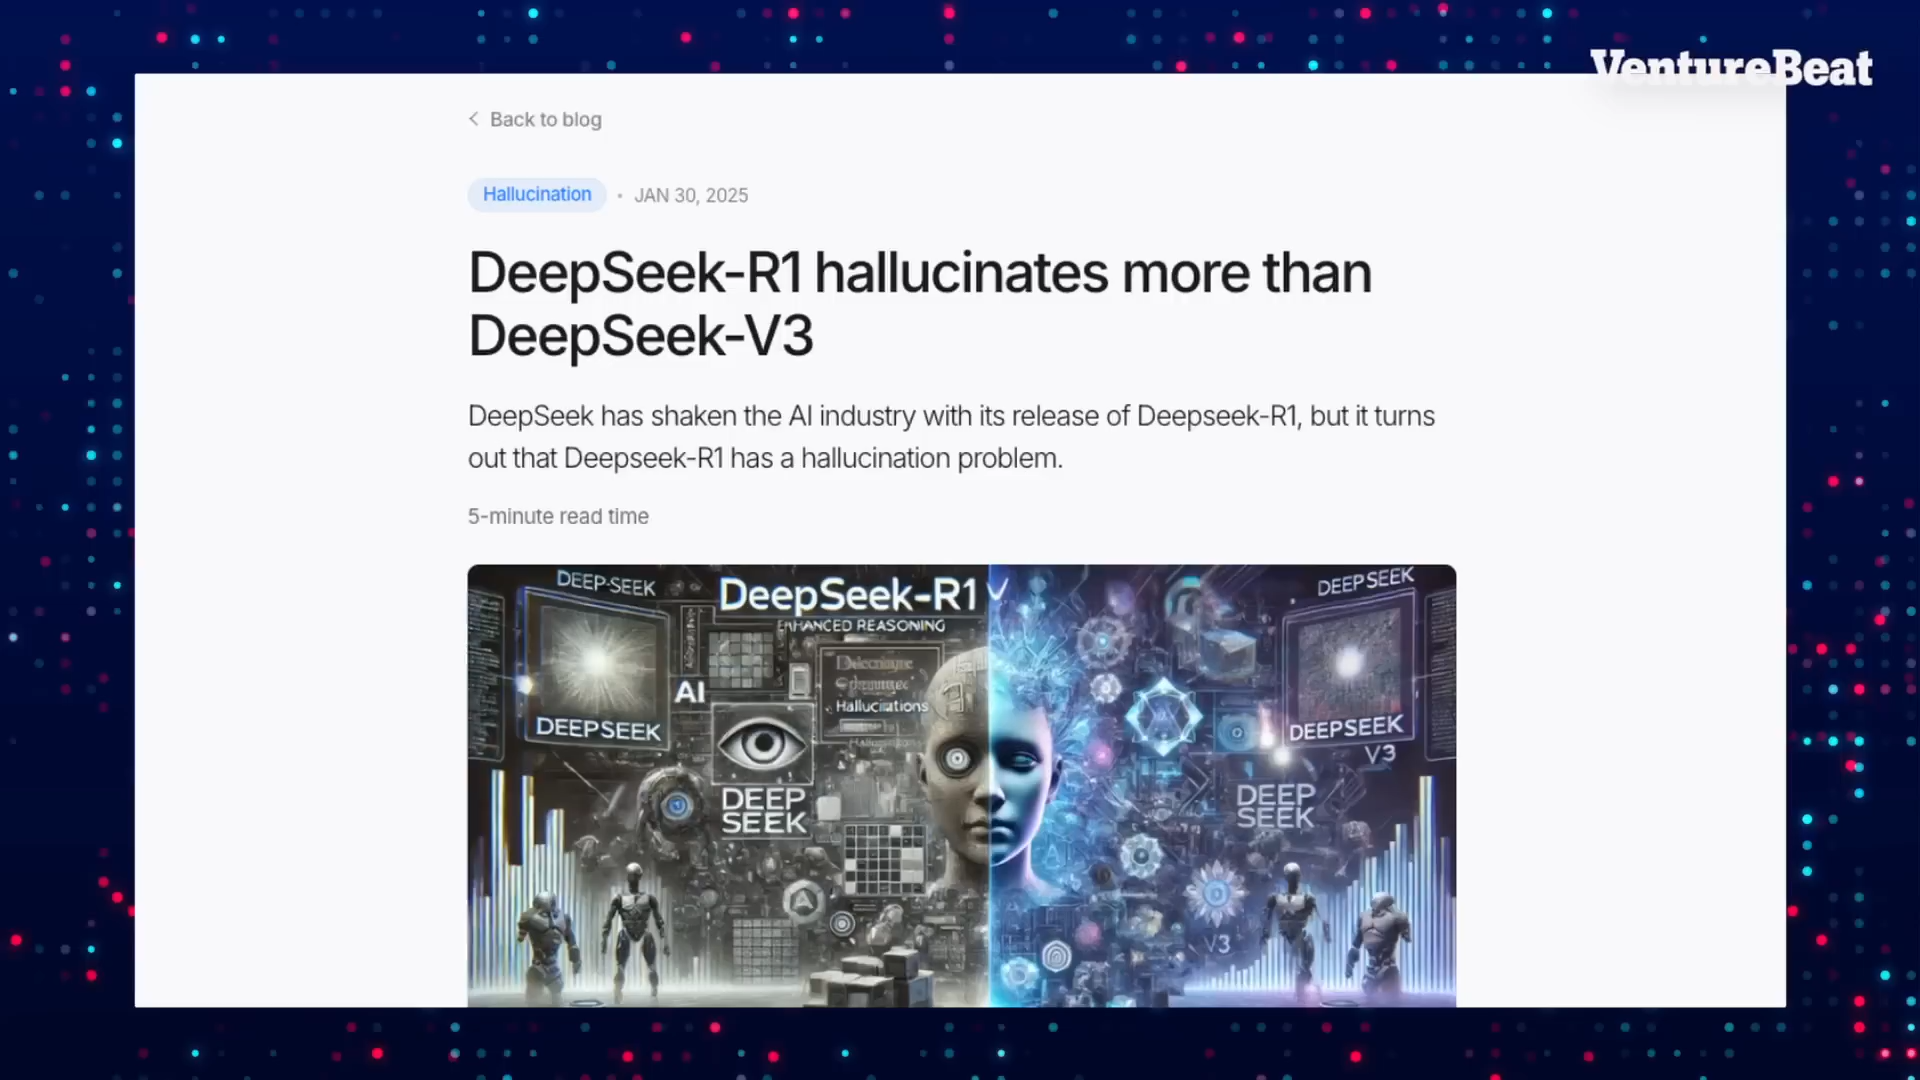 VentureBeat
Back to blog
Hallucination • JAN 30, 2025
DeepSeek-R1 hallucinates more than
DeepSeek-V3
DeepSeek has shaken the AI industry with its release of Deepseek-R1, but it turns
out that Deepseek-R1 has a hallucination problem.
5-minute read time
DEEP-SEEK
DeepSeek-R1
DEEPSEEK
REASONING
AI
DEEPSEEK
DEEPSEEK
V3
DEEP
SEEK
DEEP
SEEK
V3